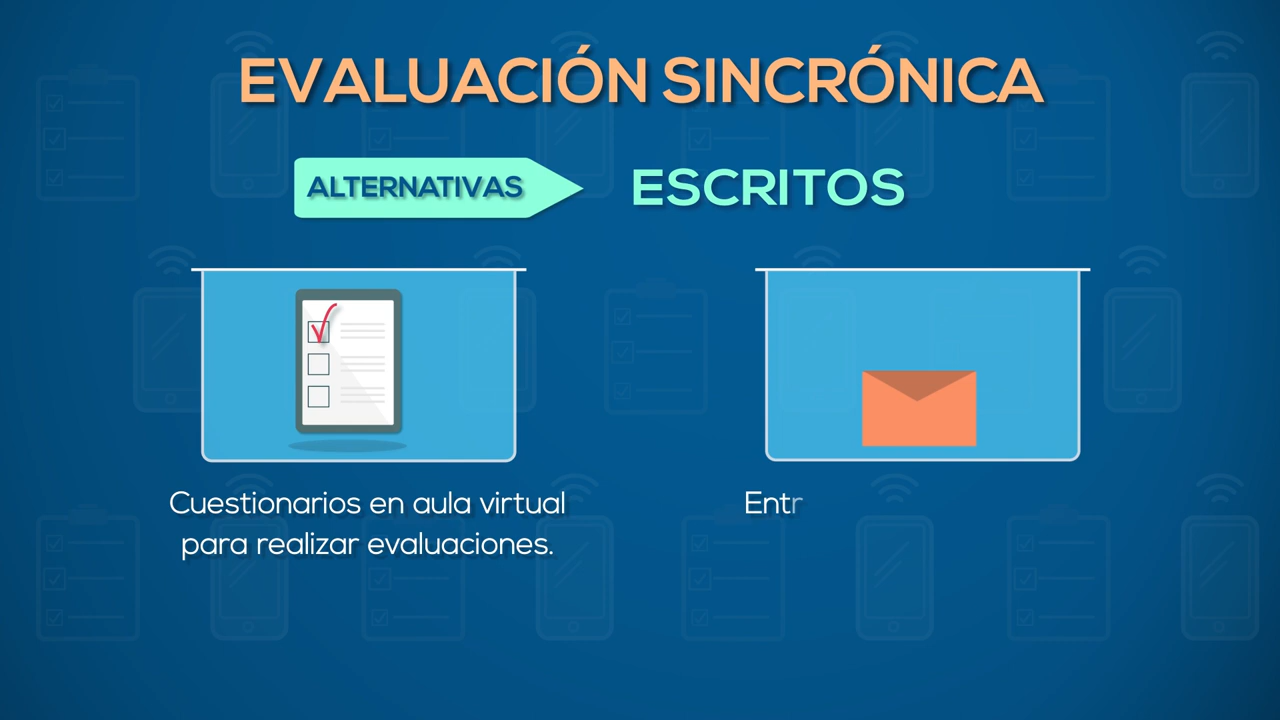 EVALUACIÓN SINCRÓNICA
ALTERNATIVAS
ESCRITOS
Cuestionarios en aula virtual
para realizar evaluaciones.
Entr